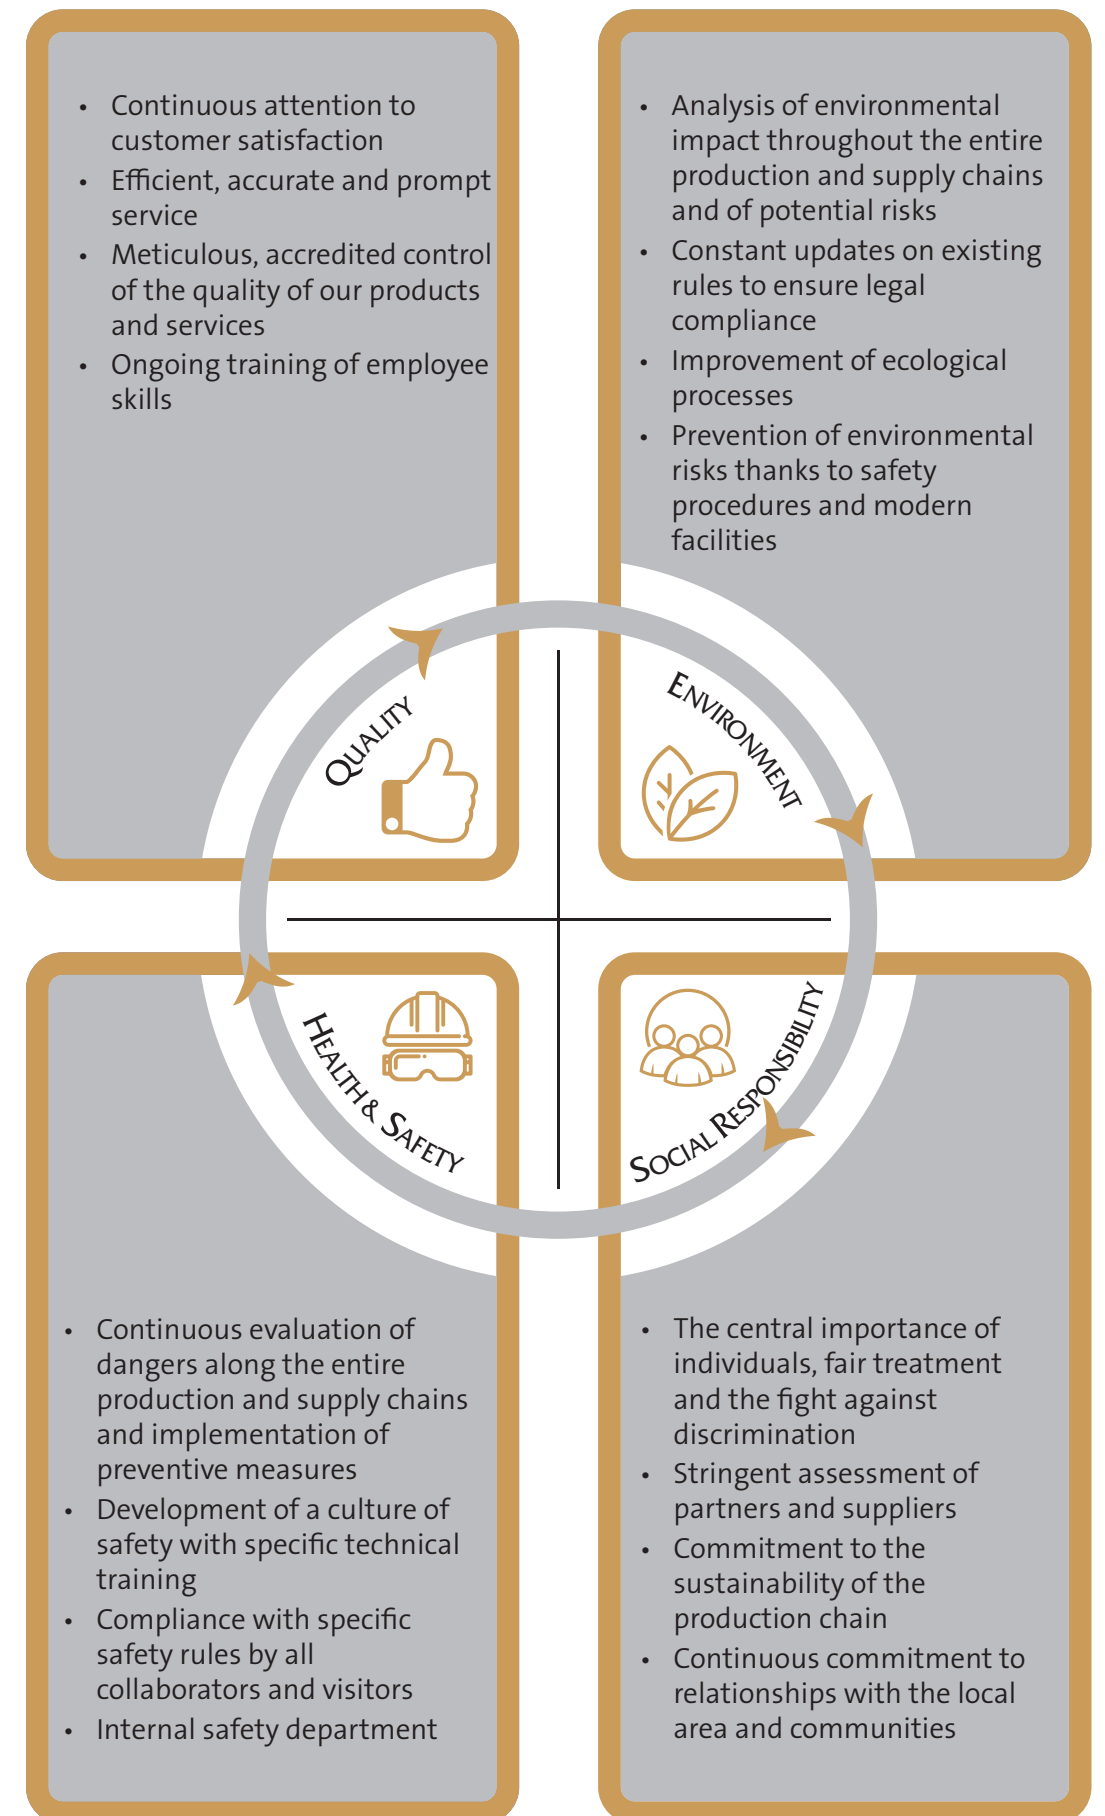 • Continuous attention to
customer satisfaction
• Efficient, accurate and prompt
service
• Meticulous, accredited control
of the quality of our products
and services
• Ongoing training of employee
skills
• Analysis of environmental
impact throughout the entire
production and supply chains
and of potential risks
• Constant updates on existing
rules to ensure legal
compliance
• Improvement of ecological
processes
• Prevention of environmental
risks thanks to safety
procedures and modern
facilities
QUALITY
ENVIRONMENT
HEALTH & SAFETY
SOCIAL RESPONSIBILITY
• Continuous evaluation of
dangers along the entire
production and supply chains
and implementation of
preventive measures
• Development of a culture of
safety with specific technical
training
• Compliance with specific
safety rules by all
collaborators and visitors
• Internal safety department
• The central importance of
individuals, fair treatment
and the fight against
discrimination
• Stringent assessment of
partners and suppliers
• Commitment to the
sustainability of the
production chain
• Continuous commitment to
relationships with the local
area and communities